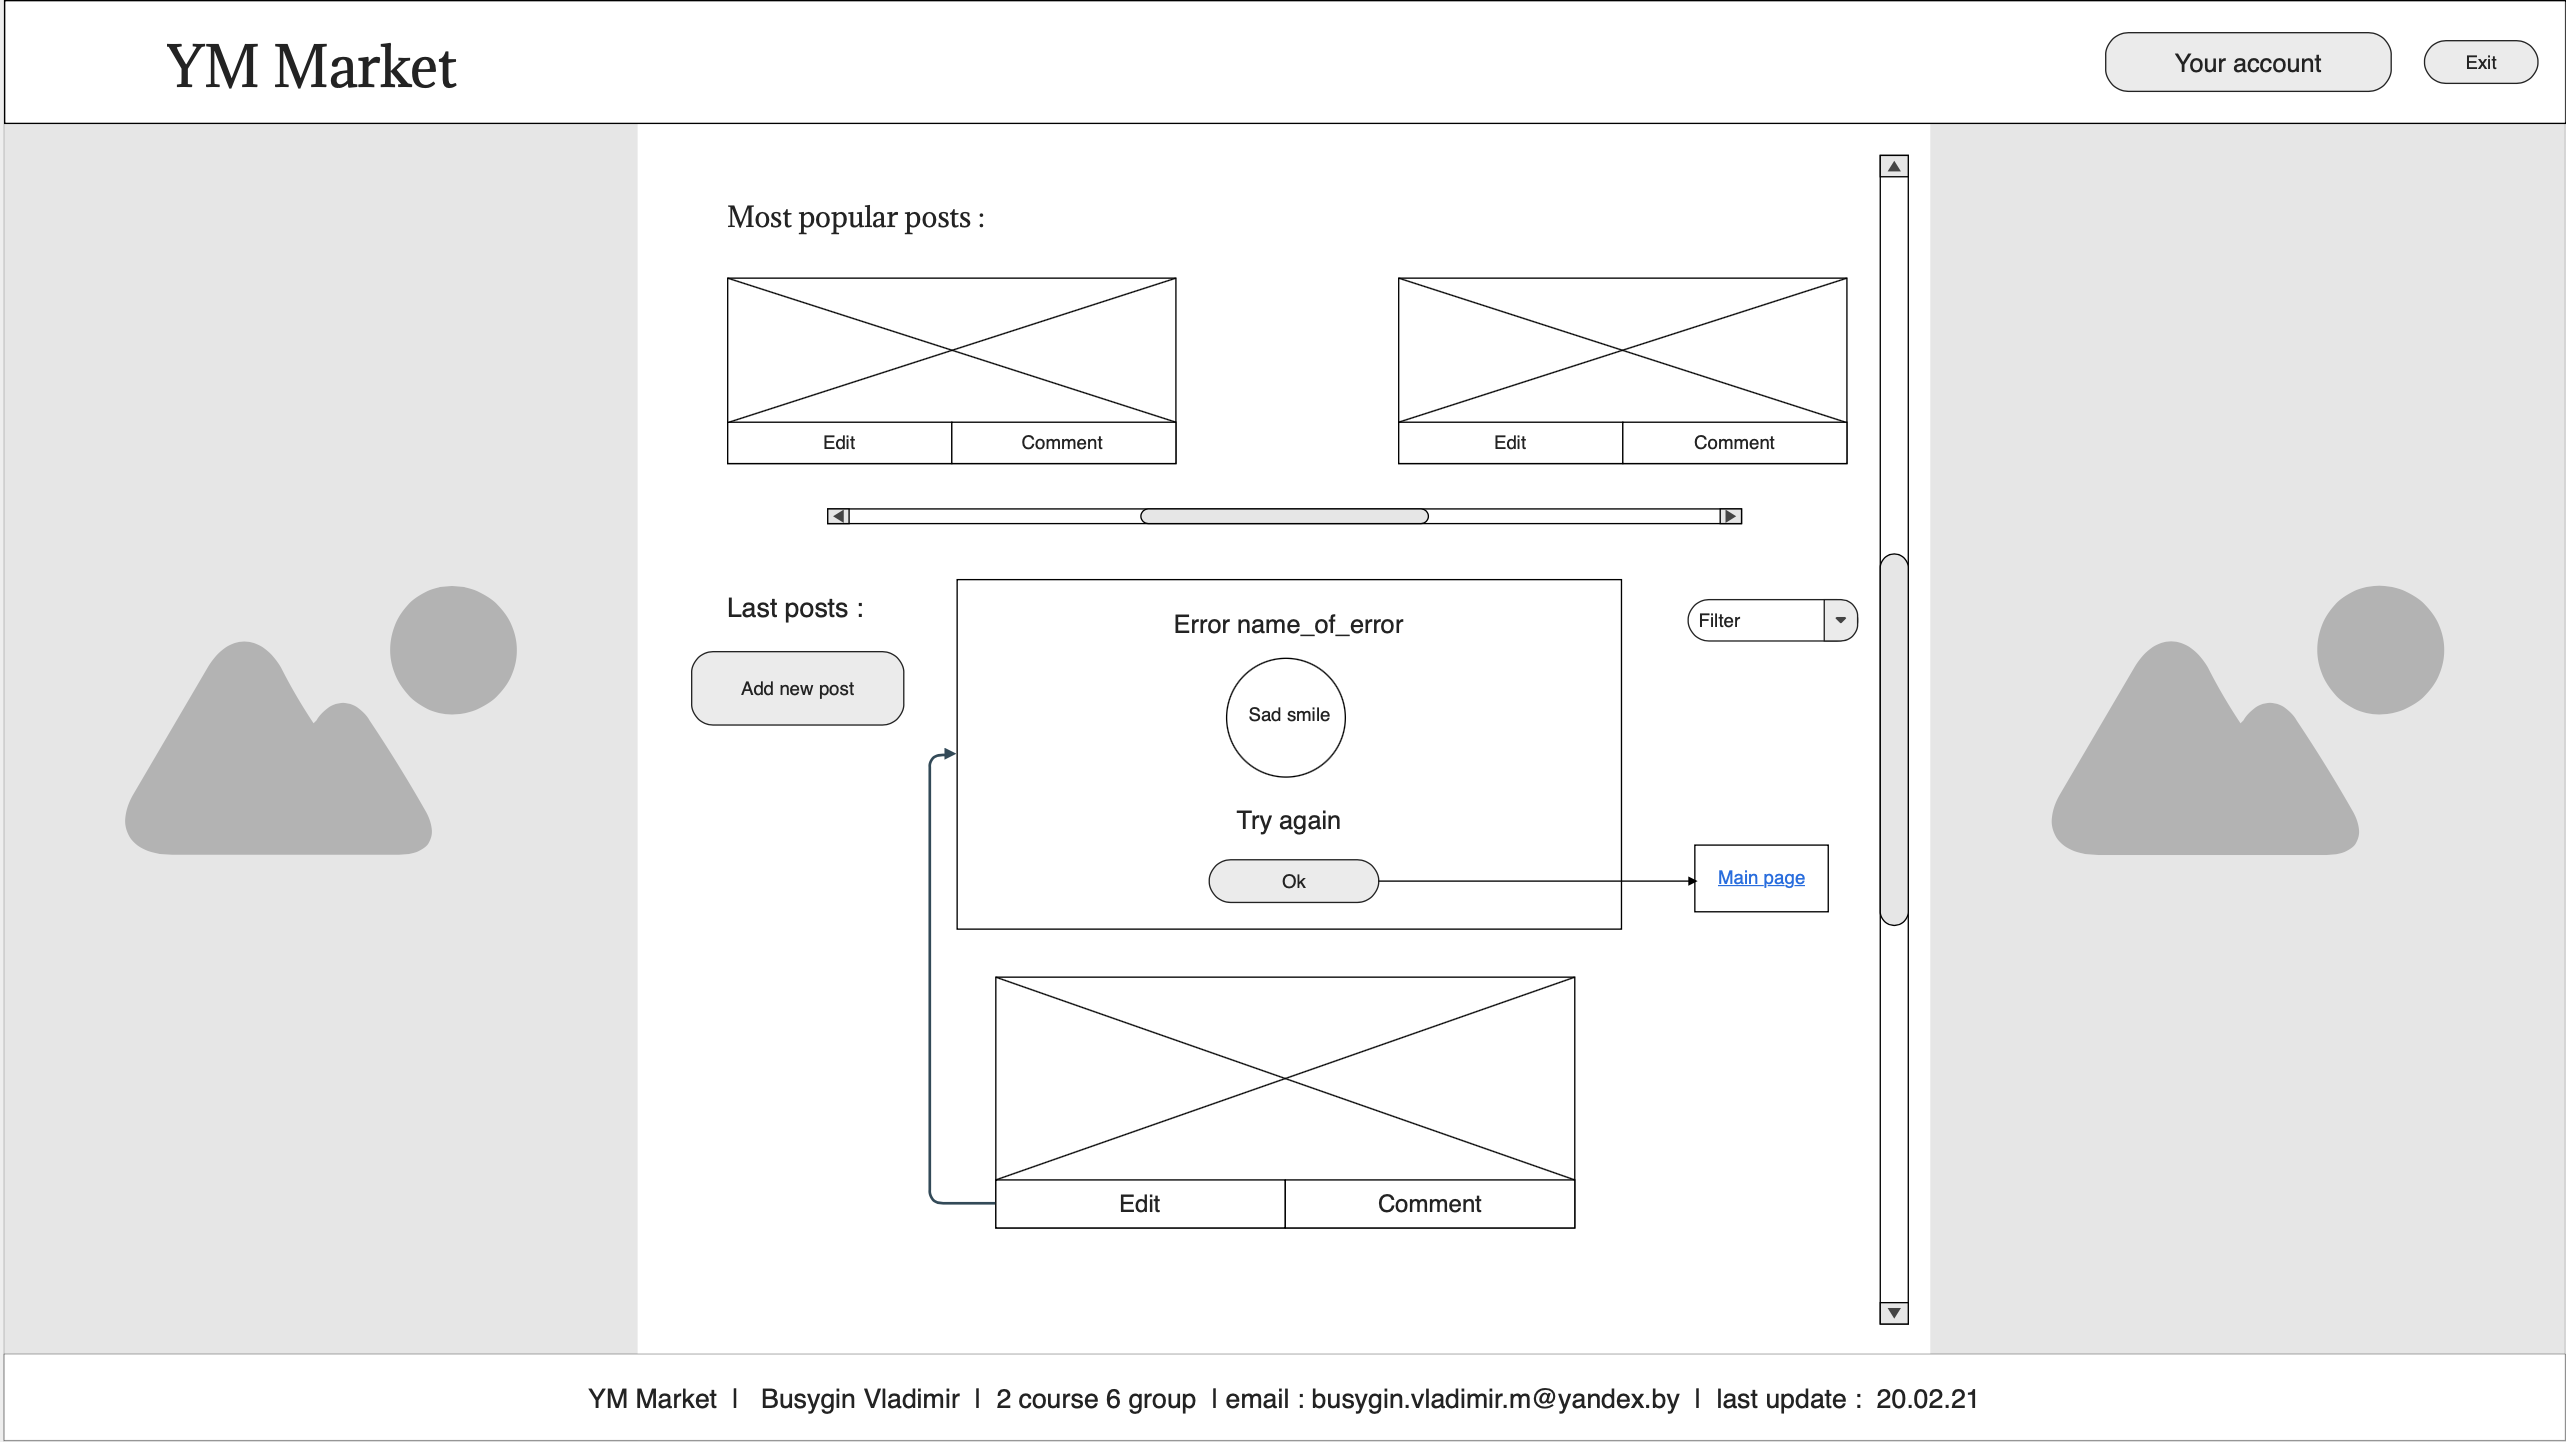 YM Market
Your account
Exit
Most popular posts :
Edit
Comment
Edit
Comment
Last posts :
Add new post
Error name_of_error
Sad smile
Try again
Ok
Filter
Main page
Edit
Comment
YM Market | Busygin Vladimir | 2 course 6 group | email : busygin.vladimir.m@yandex.by | last update : 20.02.21